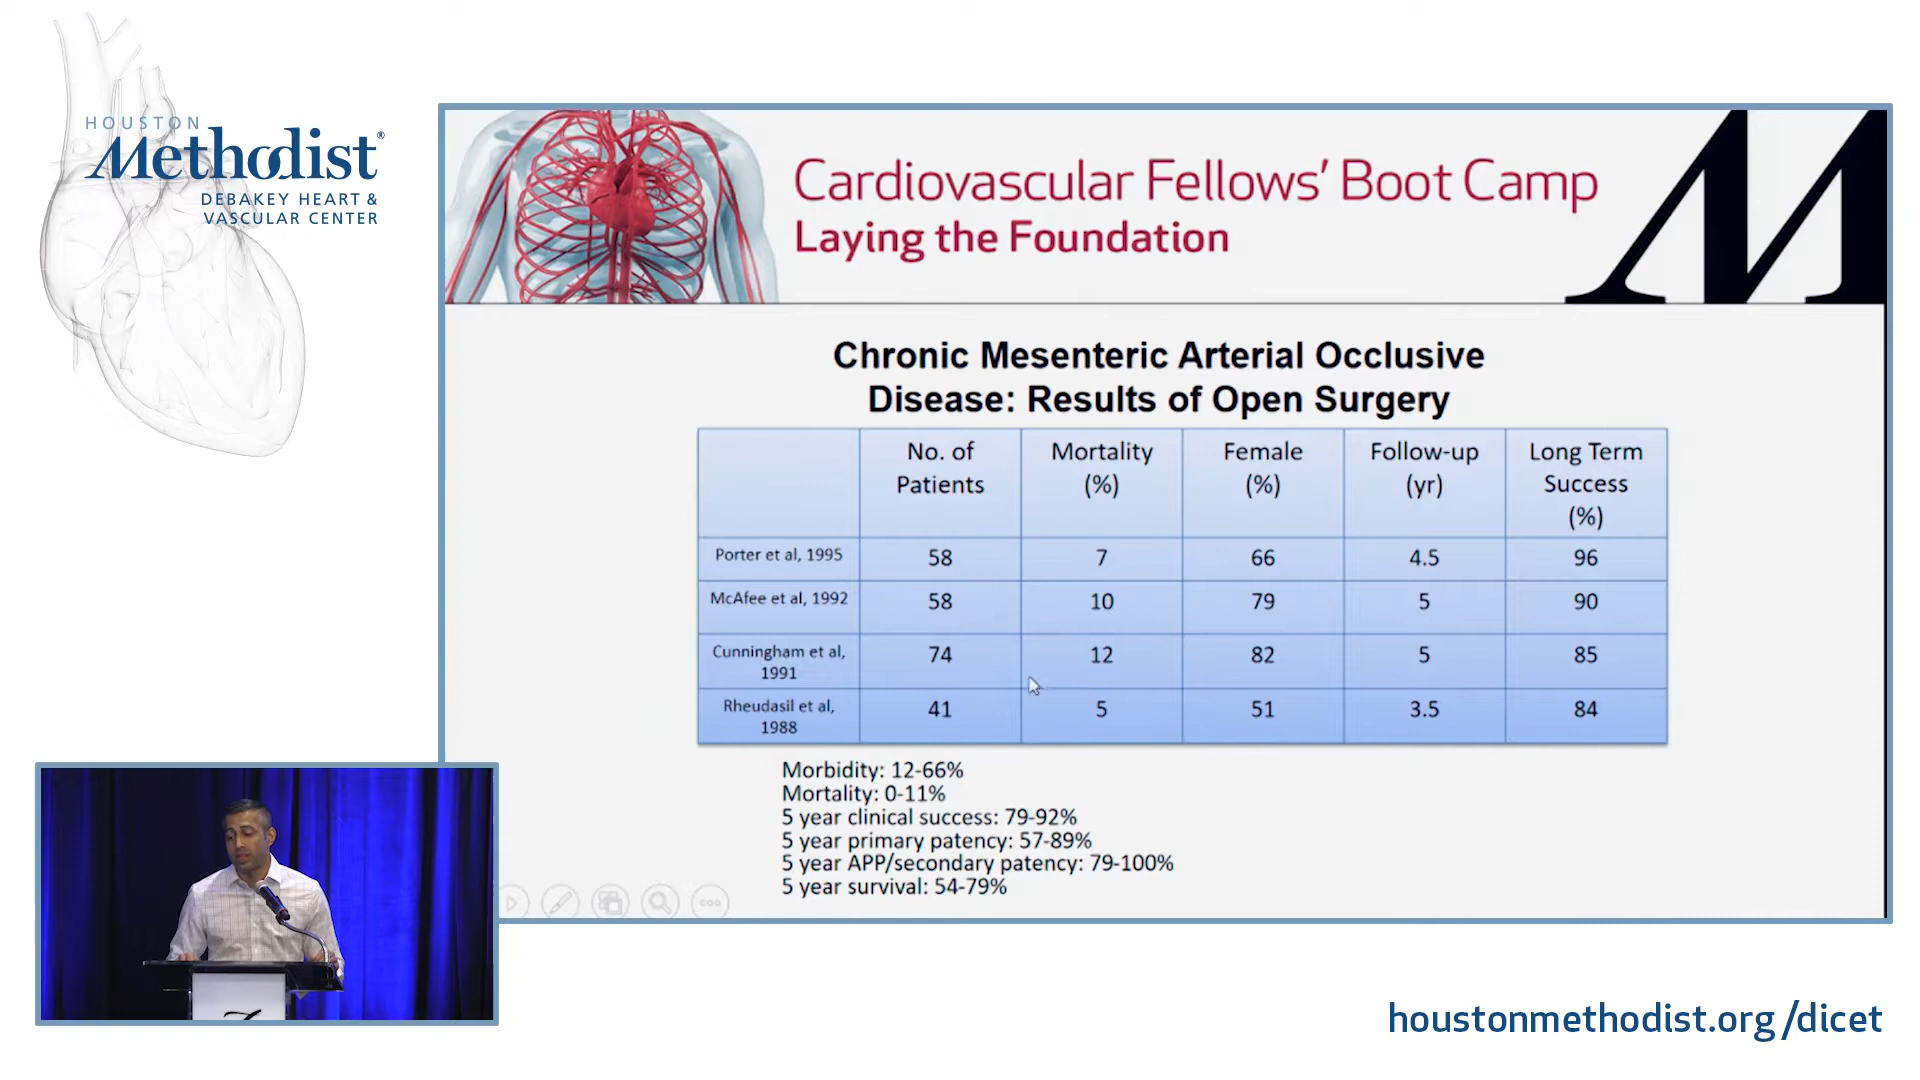 HOUSTON
Methodist®
DEBAKEY HEART &
VASCULAR CENTER
Cardiovascular Fellows' Boot Camp
Laying the Foundation
M
Chronic Mesenteric Arterial Occlusive
Disease: Results of Open Surgery
No. of Patients Mortality (%) Female (%) Follow-up (yr) Long Term Success (%)
Porter et al, 1995 58 7 66 4.5 96
McAfee et al, 1992 58 10 79 5 90
Cunningham et al, 1991 74 12 82 5 85
Rheudasil et al, 1988 41 5 51 3.5 84
Morbidity: 12-66%
Mortality: 0-11%
5 year clinical success: 79-92%
5 year primary patency: 57-89%
5 year APP/secondary patency: 79-100%
5 year survival: 54-79%
houstonmethodist.org/dicet